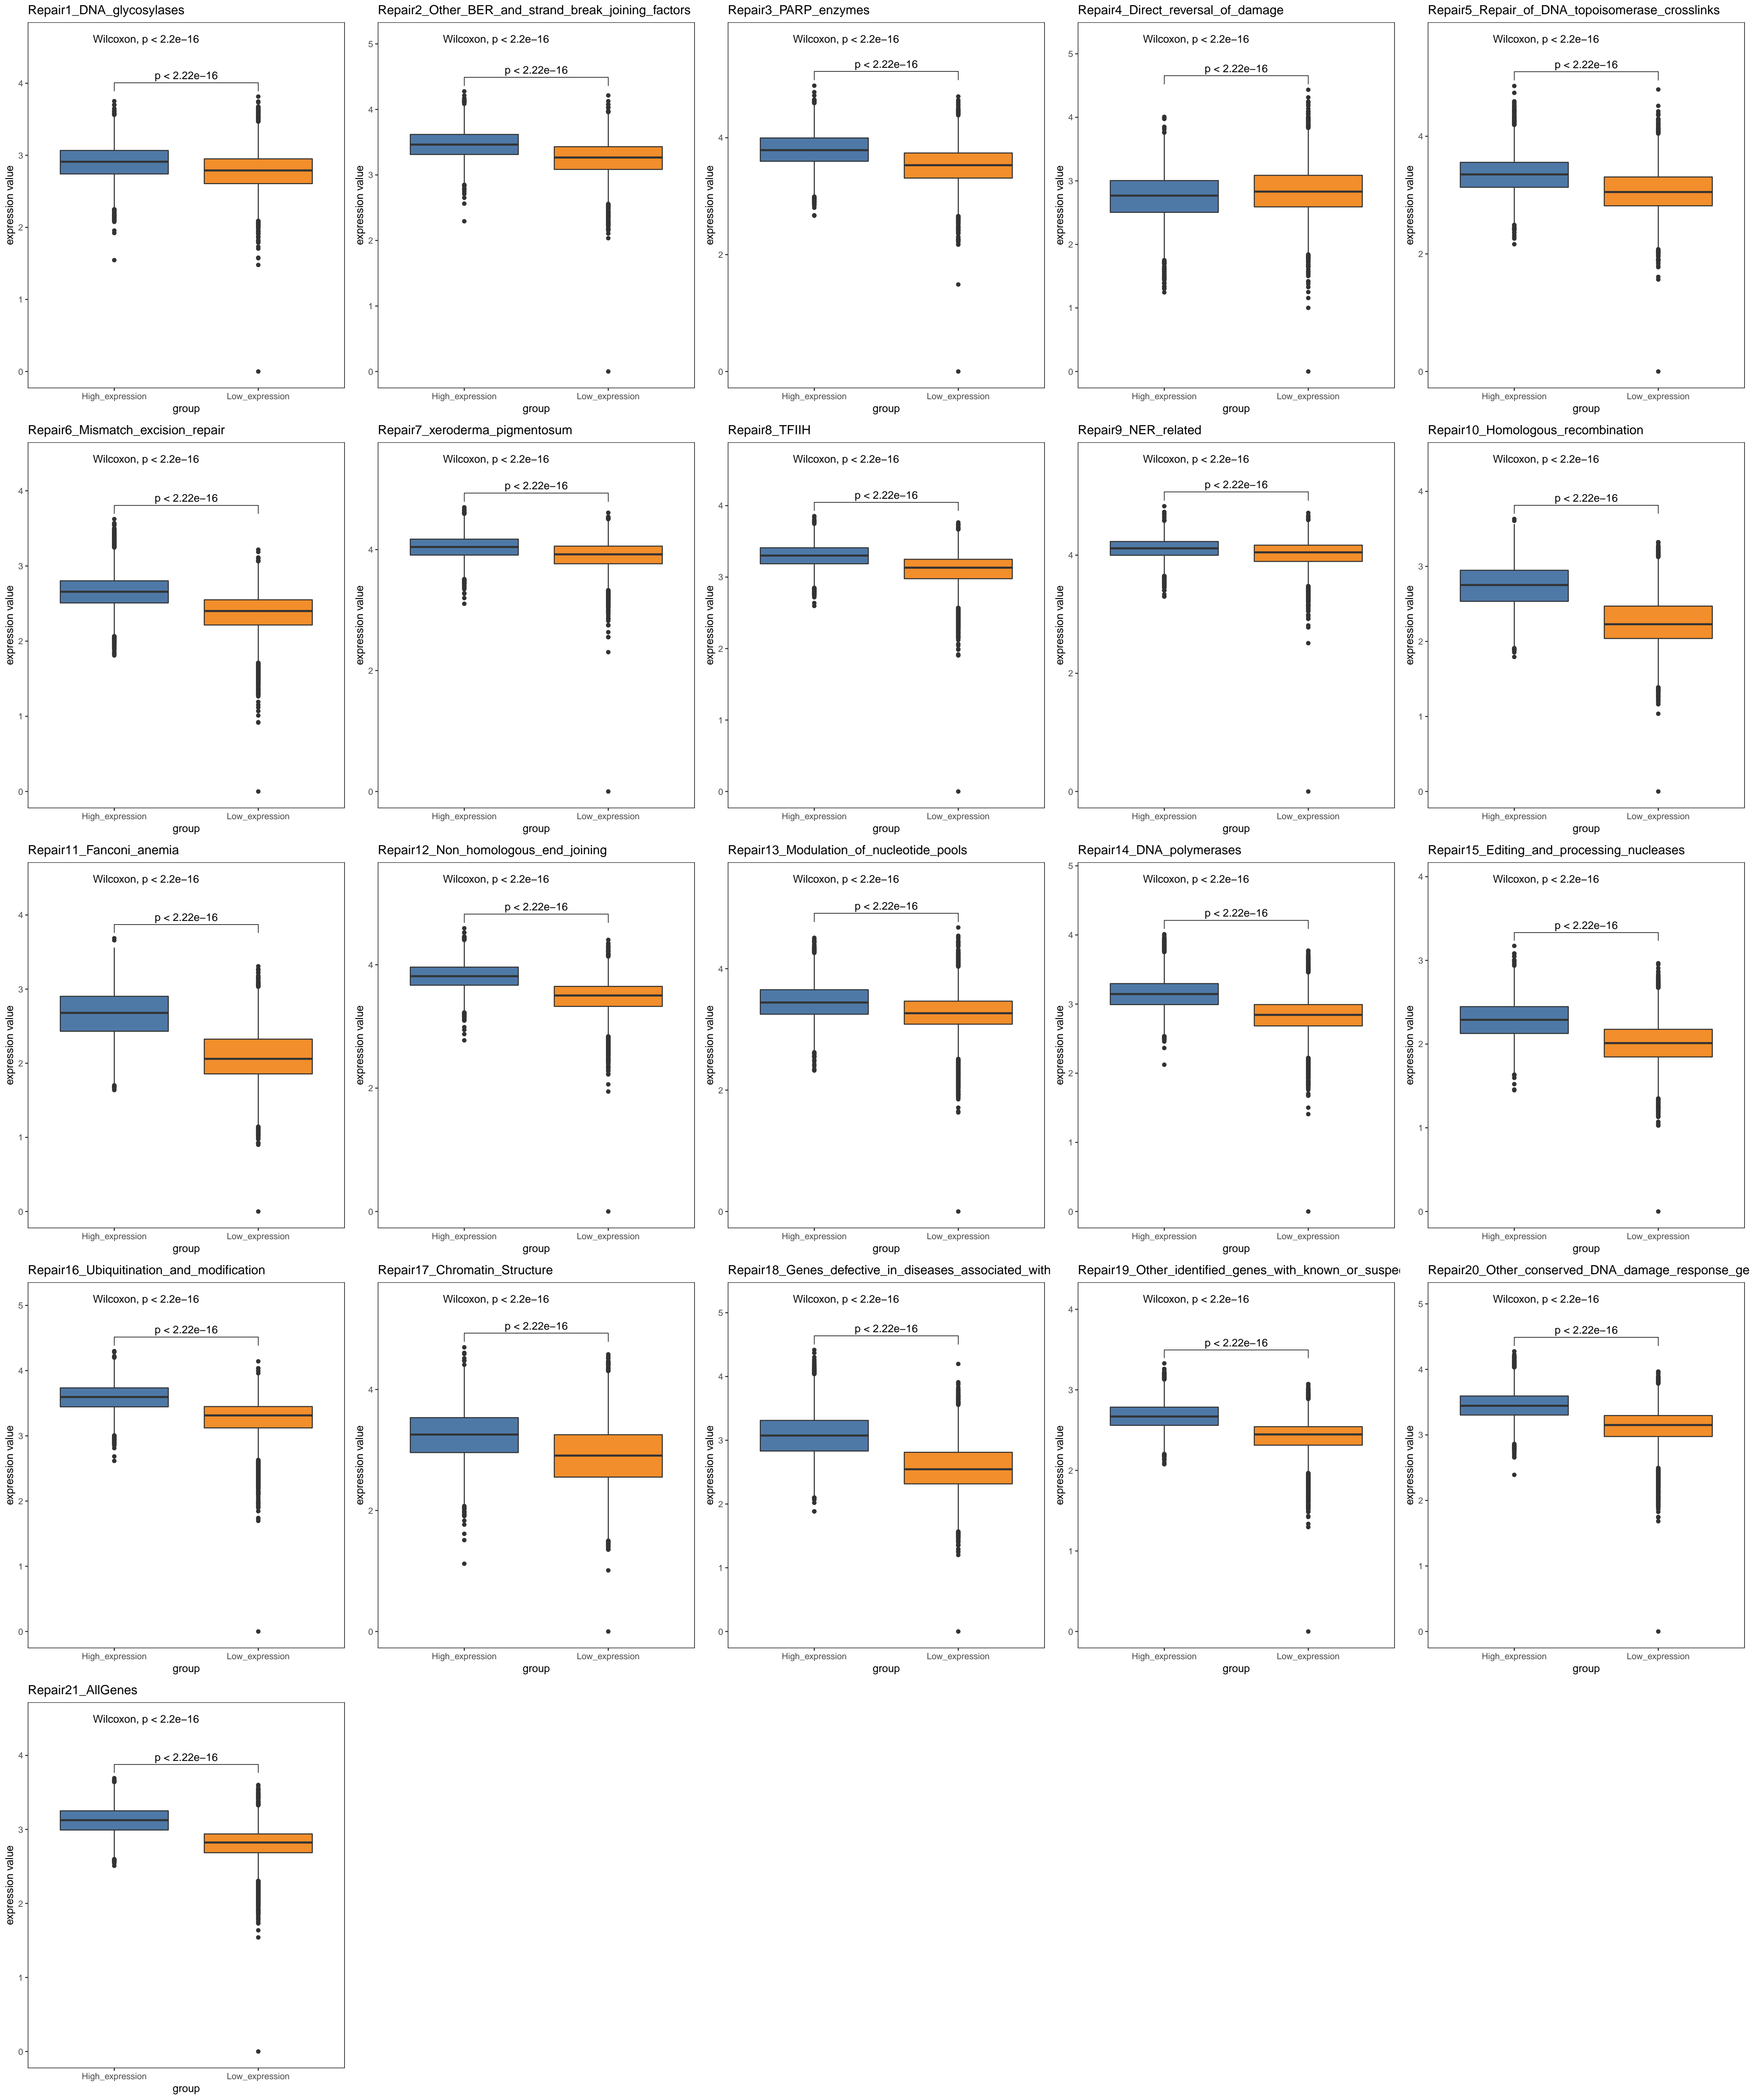 Repair1_DNA_glycosylases
Wilcoxon, p < 2.2e−16
p < 2.22e−16
4
3
2
1
0
expression value
High_expression
Low_expression
group
Repair2_Other_BER_and_strand_break_joining_factors
Wilcoxon, p < 2.2e−16
p < 2.22e−16
5
4
3
2
1
0
expression value
High_expression
Low_expression
group
Repair3_PARP_enzymes
Wilcoxon, p < 2.2e−16
p < 2.22e−16
4
2
0
expression value
High_expression
Low_expression
group
Repair4_Direct_reversal_of_damage
Wilcoxon, p < 2.2e−16
p < 2.22e−16
5
4
3
2
1
0
expression value
High_expression
Low_expression
group
Repair5_Repair_of_DNA_topoisomerase_crosslinks
Wilcoxon, p < 2.2e−16
p < 2.22e−16
4
2
0
expression value
High_expression
Low_expression
group
Repair6_Mismatch_excision_repair
Wilcoxon, p < 2.2e−16
p < 2.22e−16
4
3
2
1
0
expression value
High_expression
Low_expression
group
Repair7_xeroderma_pigmentosum
Wilcoxon, p < 2.2e−16
p < 2.22e−16
4
2
0
expression value
High_expression
Low_expression
group
Repair8_TFIIH
Wilcoxon, p < 2.2e−16
p < 2.22e−16
4
3
2
1
0
expression value
High_expression
Low_expression
group
Repair9_NER_related
Wilcoxon, p < 2.2e−16
p < 2.22e−16
4
2
0
expression value
High_expression
Low_expression
group
Repair10_Homologous_recombination
Wilcoxon, p < 2.2e−16
p < 2.22e−16
4
3
2
1
0
expression value
High_expression
Low_expression
group
Repair11_Fanconi_anemia
Wilcoxon, p < 2.2e−16
p < 2.22e−16
4
3
2
1
0
expression value
High_expression
Low_expression
group
Repair12_Non_homologous_end_joining
Wilcoxon, p < 2.2e−16
p < 2.22e−16
4
2
0
expression value
High_expression
Low_expression
group
Repair13_Modulation_of_nucleotide_pools
Wilcoxon, p < 2.2e−16
p < 2.22e−16
4
2
0
expression value
High_expression
Low_expression
group
Repair14_DNA_polymerases
Wilcoxon, p < 2.2e−16
p < 2.22e−16
5
4
3
2
1
0
expression value
High_expression
Low_expression
group
Repair15_Editing_and_processing_nucleases
Wilcoxon, p < 2.2e−16
p < 2.22e−16
4
3
2
1
0
expression value
High_expression
Low_expression
group
Repair16_Ubiquitination_and_modification
Wilcoxon, p < 2.2e−16
p < 2.22e−16
5
4
3
2
1
0
expression value
High_expression
Low_expression
group
Repair17_Chromatin_Structure
Wilcoxon, p < 2.2e−16
p < 2.22e−16
4
2
0
expression value
High_expression
Low_expression
group
Repair18_Genes_defective_in_diseases_associated_with
Wilcoxon, p < 2.2e−16
p < 2.22e−16
5
4
3
2
1
0
expression value
High_expression
Low_expression
group
Repair19_Other_identified_genes_with_known_or_suspe
Wilcoxon, p < 2.2e−16
p < 2.22e−16
4
3
2
1
0
expression value
High_expression
Low_expression
group
Repair20_Other_conserved_DNA_damage_response_ge
Wilcoxon, p < 2.2e−16
p < 2.22e−16
5
4
3
2
1
0
expression value
High_expression
Low_expression
group
Repair21_AllGenes
Wilcoxon, p < 2.2e−16
p < 2.22e−16
4
3
2
1
0
expression value
High_expression
Low_expression
group